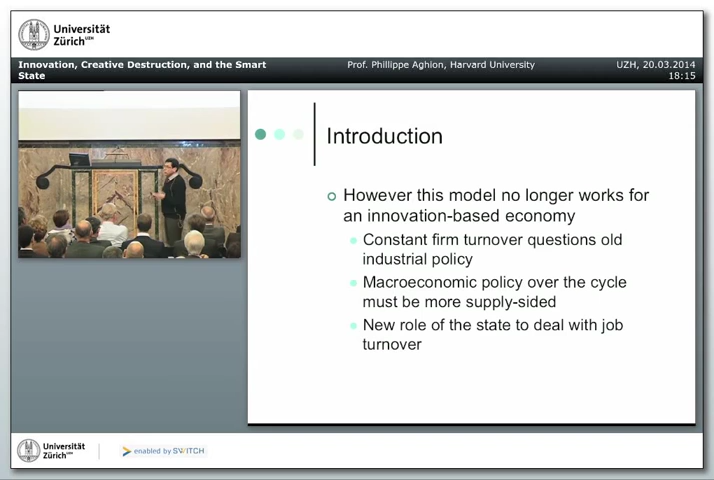 Universität
Zürich UZH
Innovation, Creative Destruction, and the Smart
State
Prof. Phillippe Aghion, Harvard University
UZH, 20.03.2014
18:15
Introduction
However this model no longer works for
an innovation-based economy
Constant firm turnover questions old
industrial policy
Macroeconomic policy over the cycle
must be more supply-sided
New role of the state to deal with job
turnover
Universität
Zürich UZH
enabled by SWITCH